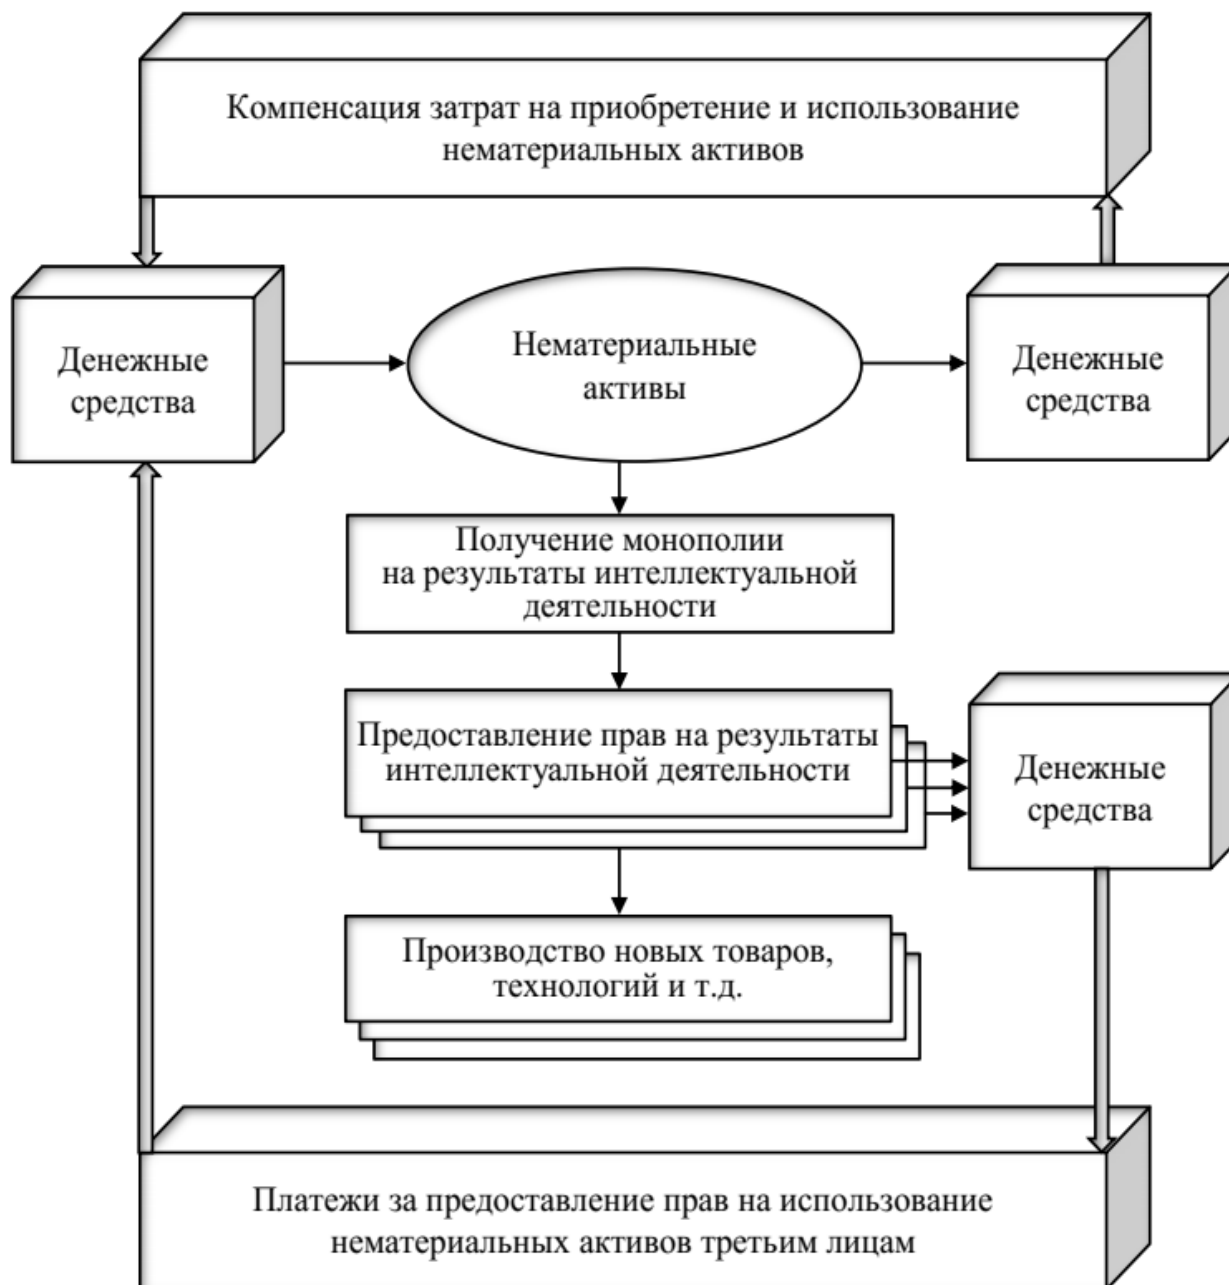 Компенсация затрат на приобретение и использование
нематериальных активов
Денежные
средства
Нематериальные
активы
Денежные
средства
Получение монополии
на результаты интеллектуальной
деятельности
Предоставление прав на результаты
интеллектуальной деятельности
Денежные
средства
Производство новых товаров,
технологий и т.д.
Платежи за предоставление прав на использование
нематериальных активов третьим лицам